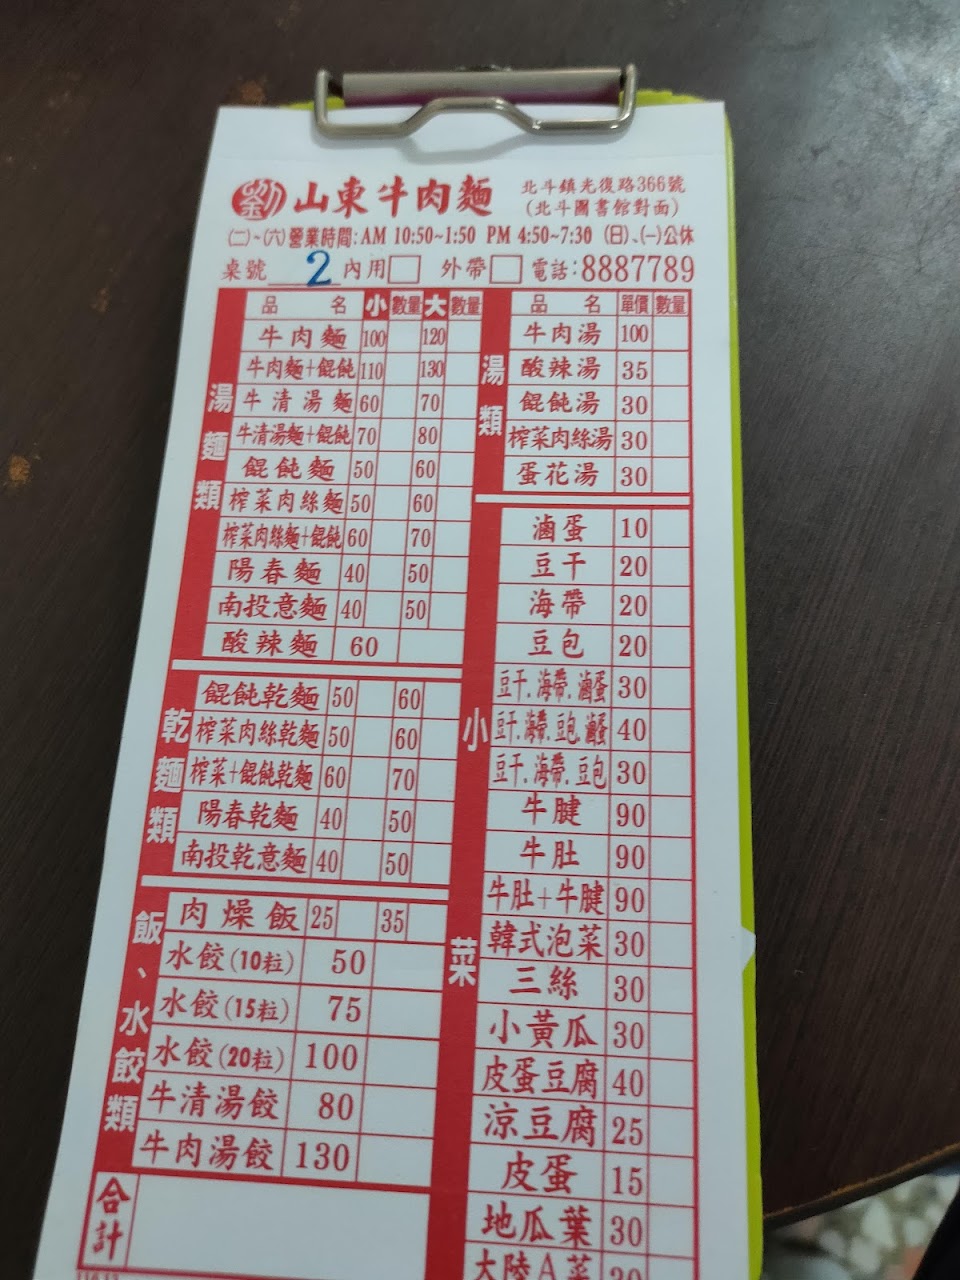 劉 山東牛肉麵 北斗鎮光復路366號
(北斗圖書館對面)
(二)~(六)營業時間:AM 10:50~1:50 PM 4:50~7:30 (日)、(一)公休
桌號 2 內用 外帶 電話:8887789
湯麵類
品名 小 數量 大 數量
牛肉麵 100 120
牛肉麵+餛飩 110 130
牛清湯麵 60 70
牛清湯麵+餛飩 70 80
餛飩麵 50 60
榨菜肉絲麵 50 60
榨菜肉絲麵+餛飩 60 70
陽春麵 40 50
南投意麵 40 50
酸辣麵 60
乾麵類
餛飩乾麵 50 60
榨菜肉絲乾麵 50 60
榨菜+餛飩乾麵 60 70
陽春乾麵 40 50
南投乾意麵 40 50
飯、水餃類
肉燥飯 25 35
水餃(10粒) 50
水餃(15粒) 75
水餃(20粒) 100
牛清湯餃 80
牛肉湯餃 130
合計
湯類
品名 單價 數量
牛肉湯 100
酸辣湯 35
餛飩湯 30
榨菜肉絲湯 30
蛋花湯 30
小菜
滷蛋 10
豆干 20
海帶 20
豆包 20
豆干.海帶.滷蛋 30
豆干.海帶.豆包.滷蛋 40
豆干.海帶.豆包 30
牛腱 90
牛肚 90
牛肚+牛腱 90
韓式泡菜 30
三絲 30
小黃瓜 30
皮蛋豆腐 40
涼豆腐 25
皮蛋 15
地瓜葉 30
大陸A菜 30